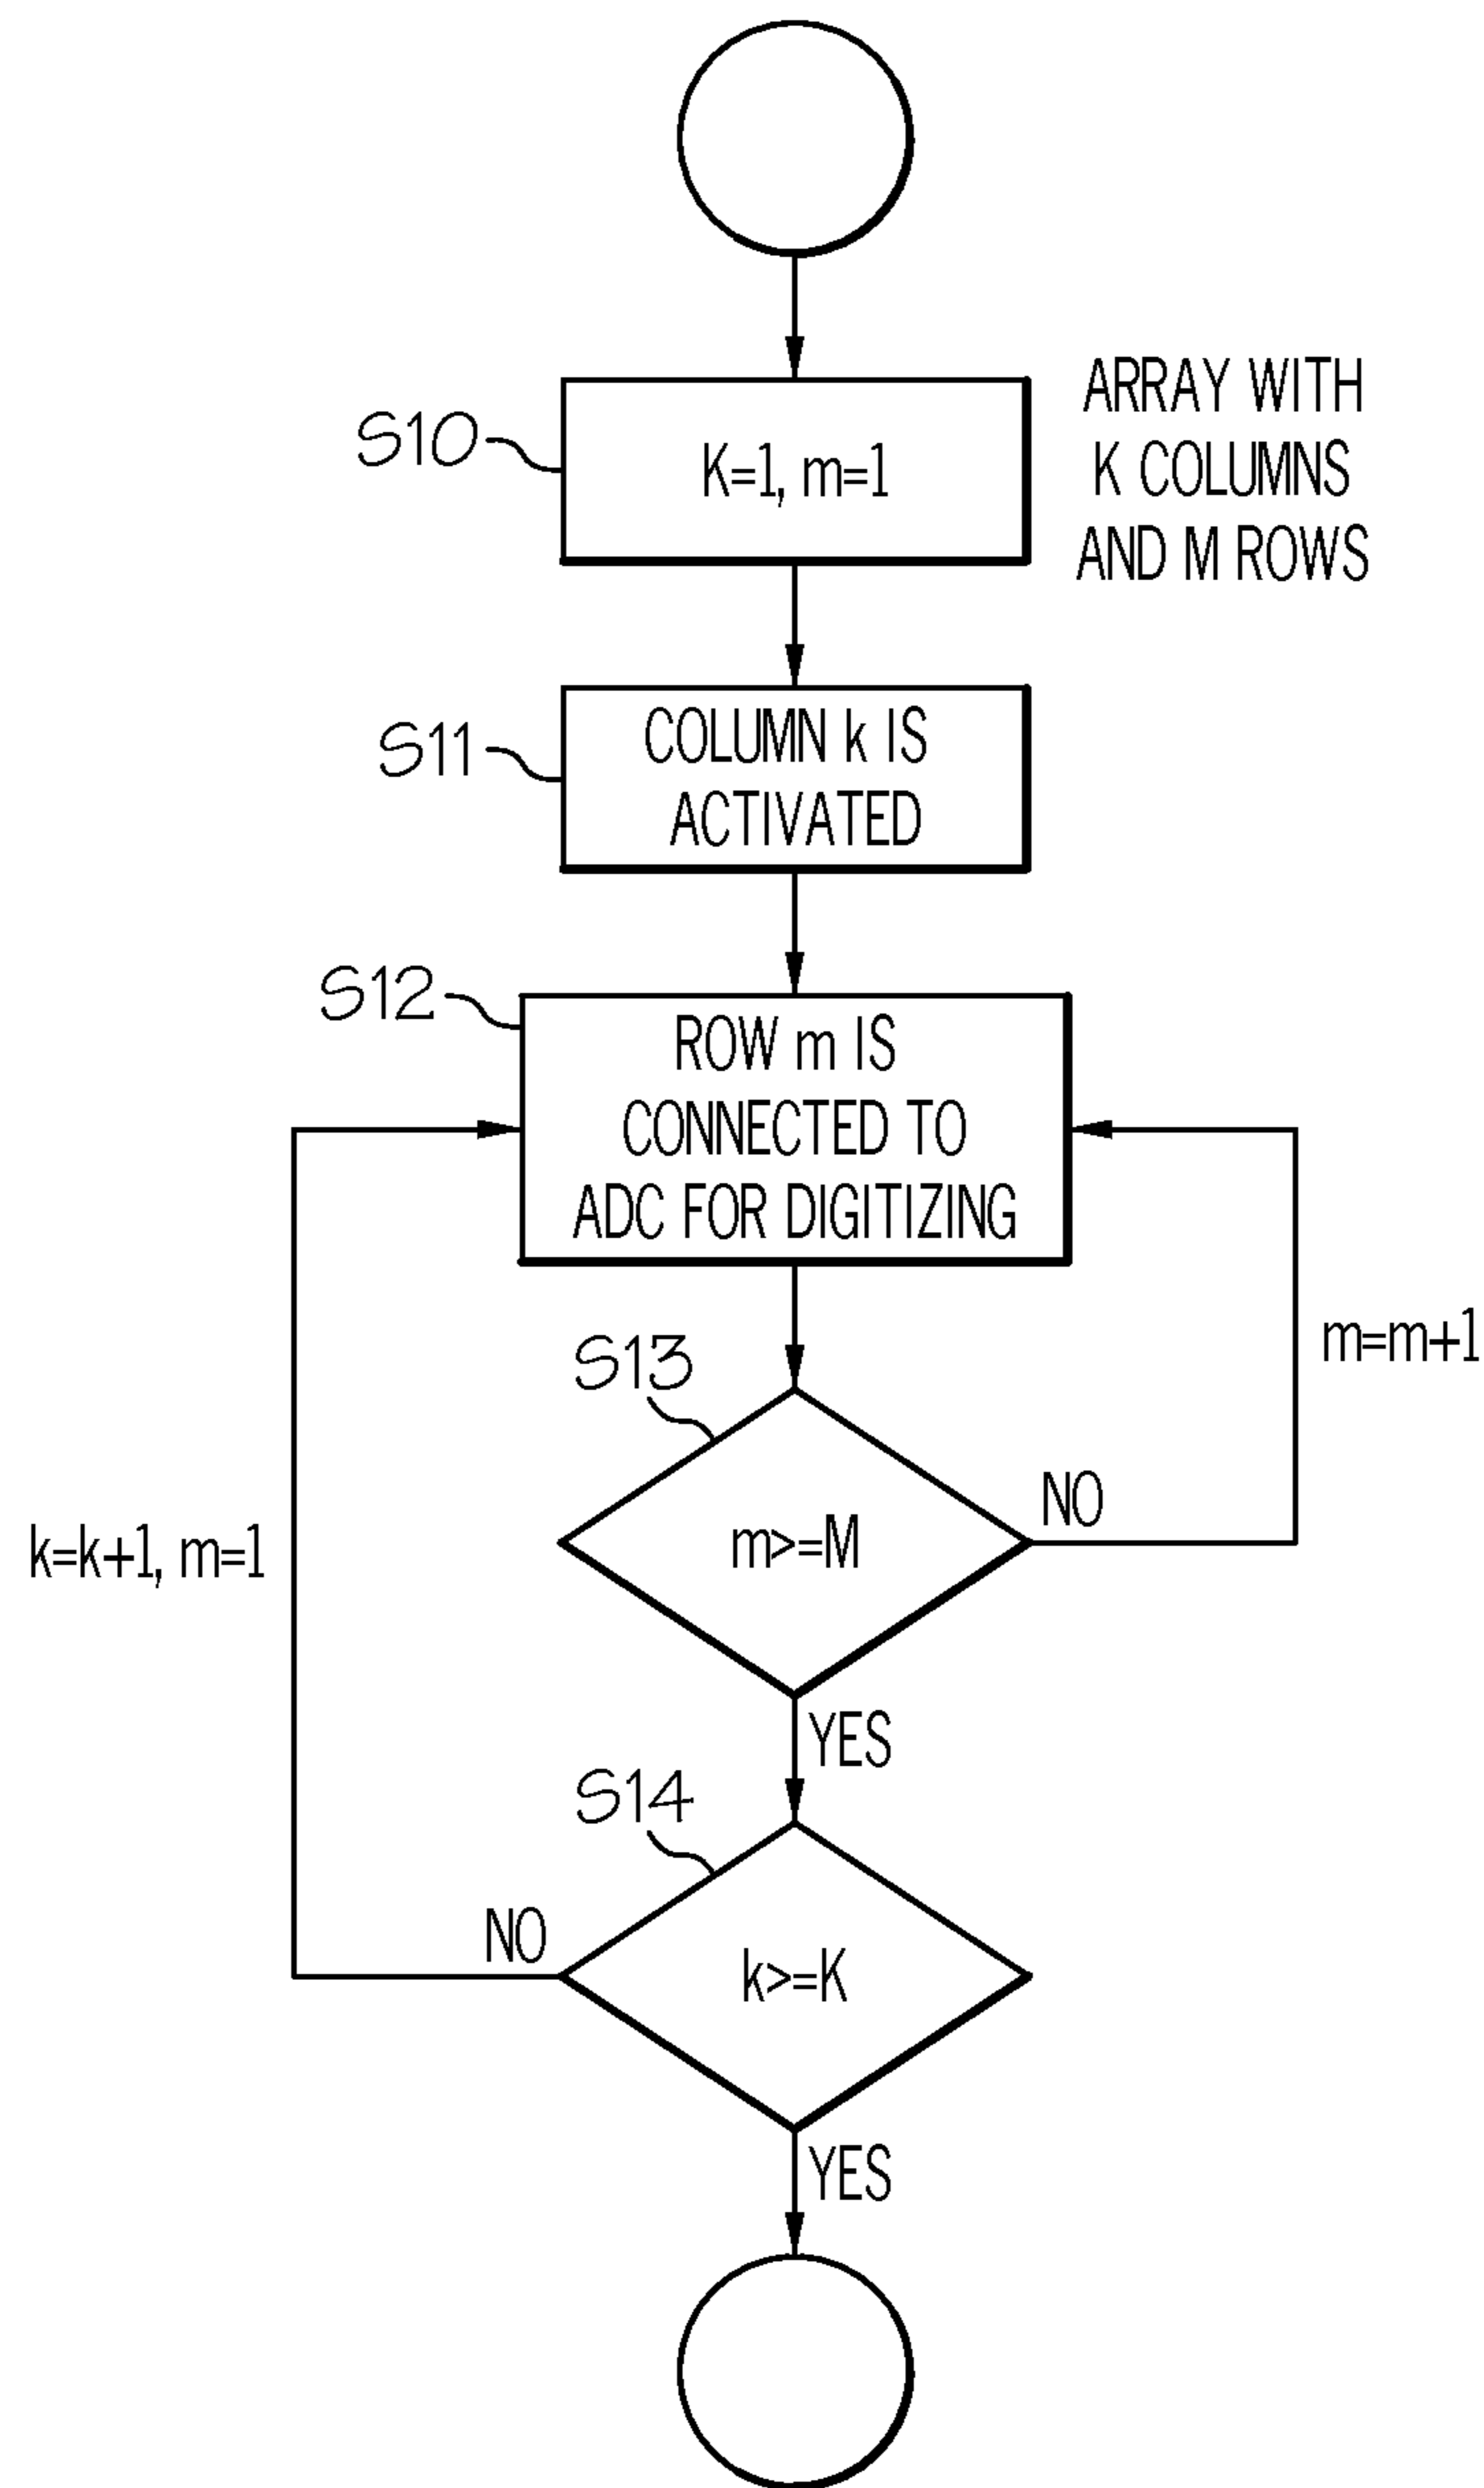 ARRAY WITH
K COLUMNS
AND M ROWS
S10
K=1, m=1
S11
COLUMN k IS
ACTIVATED
S12
ROW m IS
CONNECTED TO
ADC FOR DIGITIZING
m=m+1
S13
NO
m>=M
k=k+1, m=1
YES
S14
NO
k>=K
YES